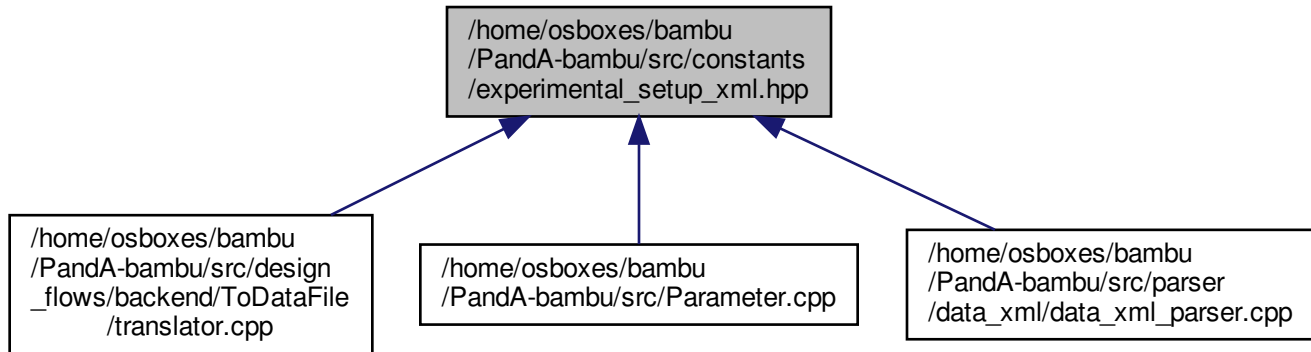 /home/osboxes/bambu
/PandA-bambu/src/constants
/experimental_setup_xml.hpp
/home/osboxes/bambu
/PandA-bambu/src/design
_flows/backend/ToDataFile
/translator.cpp
/home/osboxes/bambu
/PandA-bambu/src/Parameter.cpp
/home/osboxes/bambu
/PandA-bambu/src/parser
/data_xml/data_xml_parser.cpp